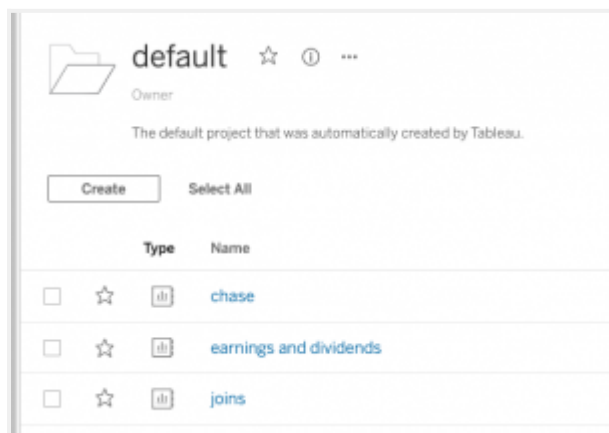 default
Owner
The default project that was automatically created by Tableau.
Create Select All
Type Name
chase
earnings and dividends
joins